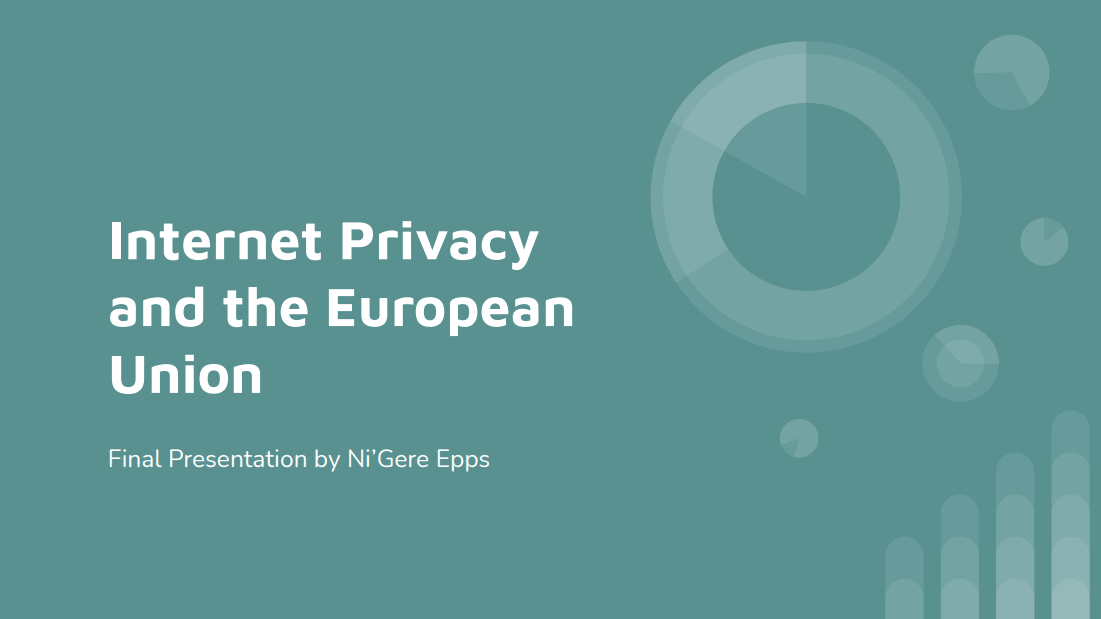 Internet Privacy
and the European
Union
Final Presentation by Ni’Gere Epps